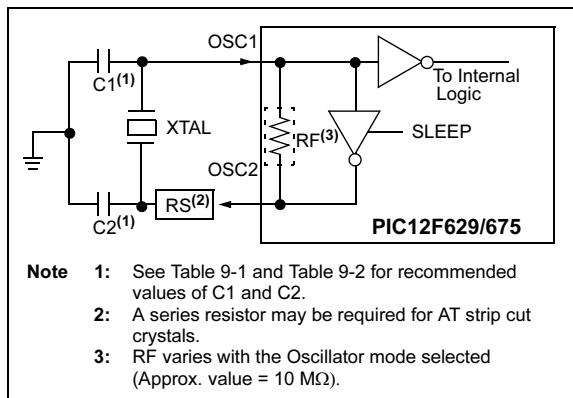 OSC1
C1(1)
To Internal
Logic
XTAL
RF(3)
SLEEP
OSC2
C2(1)
RS(2)
PIC12F629/675
Note 1: See Table 9-1 and Table 9-2 for recommended
values of C1 and C2.
2: A series resistor may be required for AT strip cut
crystals.
3: RF varies with the Oscillator mode selected
(Approx. value = 10 MΩ).